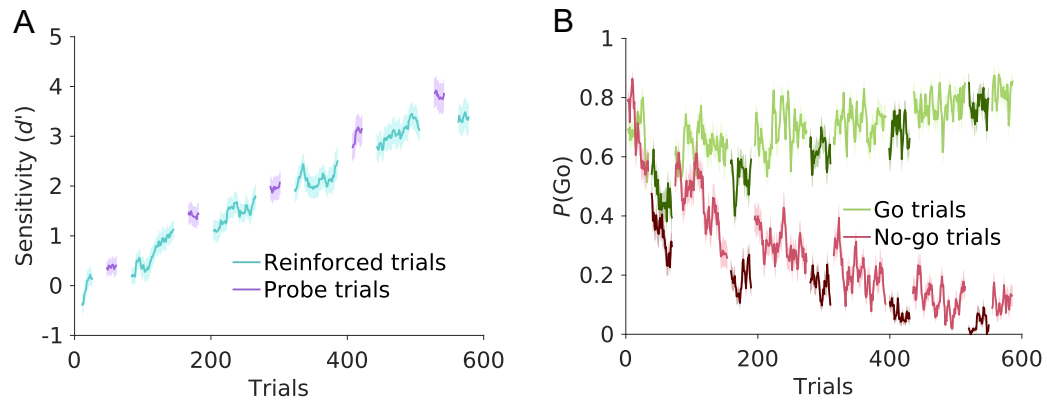 A
Sensitivity (d')
5
4
3
2
1
0
-1
0
200
400
600
Trials
Reinforced trials
Probe trials
B
P(Go)
1
0.8
0.6
0.4
0.2
0
0
200
400
600
Trials
Go trials
No-go trials